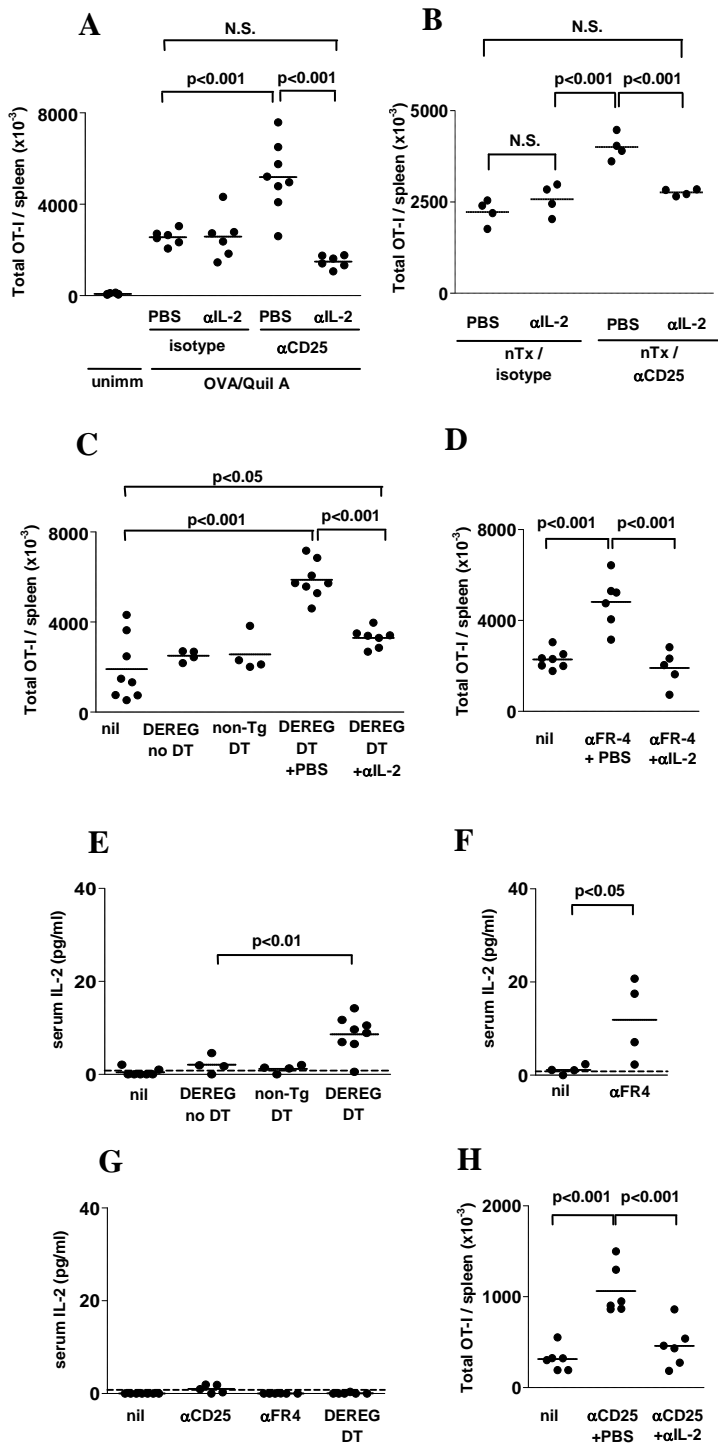 A
N.S.
p<0.001 p<0.001
Total OT-I / spleen (x10-3)
8000
4000
0
PBS αIL-2 PBS αIL-2
isotype αCD25
unimm OVA/Quil A
B
N.S.
p<0.001 p<0.001
N.S.
Total OT-I / spleen (x10-3)
5000
2500
0
PBS αIL-2 PBS αIL-2
nTx / nTx /
isotype αCD25
C
p<0.05
p<0.001 p<0.001
Total OT-I / spleen (x10-3)
8000
4000
0
nil DEREG non-Tg DEREG DEREG
no DT DT DT DT
+PBS +αIL-2
D
p<0.001 p<0.001
Total OT-I / spleen (x10-3)
8000
4000
0
nil αFR-4 αFR-4
+ PBS +αIL-2
E
serum IL-2 (pg/ml)
40
20
0
p<0.01
nil DEREG non-Tg DEREG
no DT DT DT
F
serum IL-2 (pg/ml)
40
20
0
p<0.05
nil αFR4
G
serum IL-2 (pg/ml)
40
20
0
nil αCD25 αFR4 DEREG
DT
H
p<0.001 p<0.001
Total OT-I / spleen (x10-3)
2000
1000
0
nil αCD25 αCD25
+PBS +αIL-2